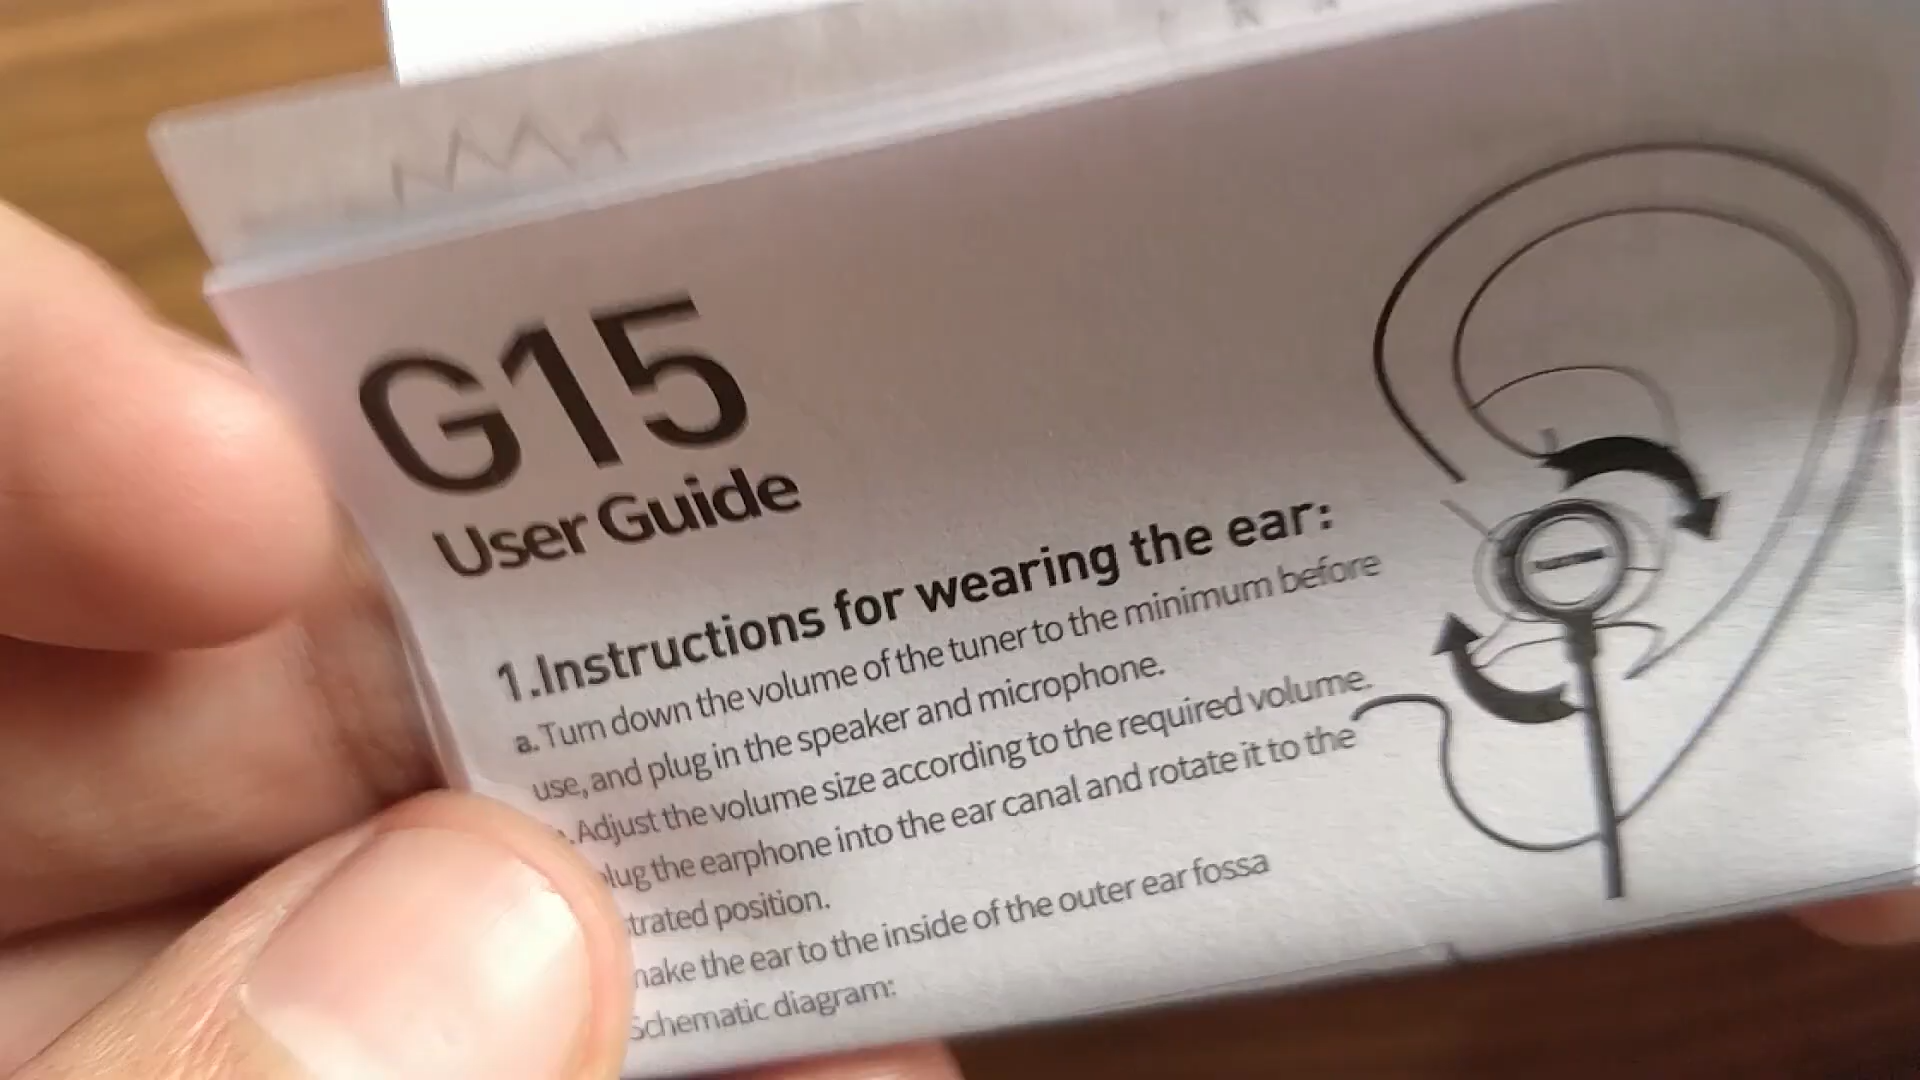 G15
User Guide
1.Instructions for wearing the ear:
a.Turn down the volume of the tuner to the minimum before
use, and plug in the speaker and microphone.
Adjust the volume size according to the required volume.
the earphone into the ear canal and rotate it to the
position.
the ear to the inside of the outer ear fossa
Schematic diagram: